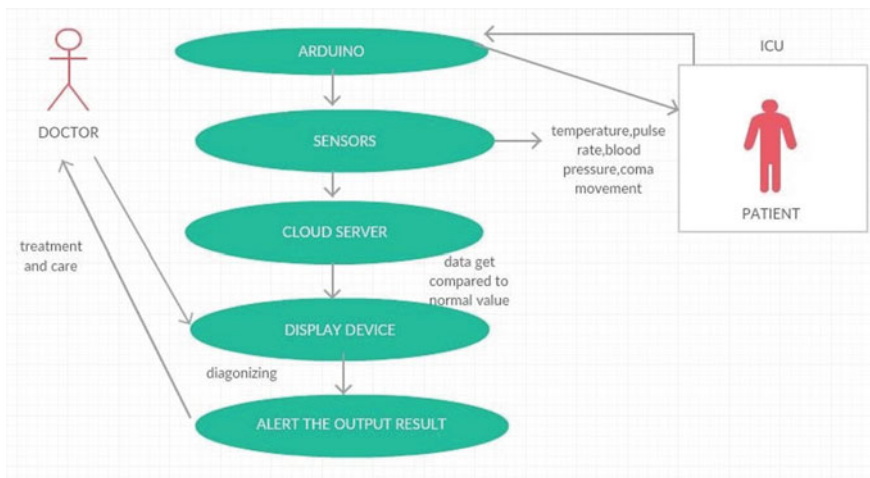 ARDUINO
ICU
DOCTOR
SENSORS
temperature,pulse
rate,blood
pressure,coma
movement
PATIENT
CLOUD SERVER
treatment
and care
data get
compared to
normal value
DISPLAY DEVICE
diagonizing
ALERT THE OUTPUT RESULT